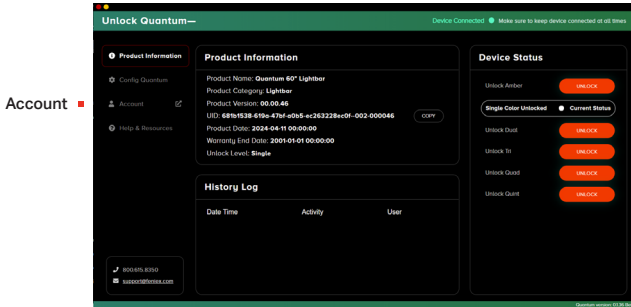 Account
Unlock Quantum—
Device Connected
Make sure to keep device connected at all times
Product Information
Config Quantum
Account
Help & Resources
800.615.8350
support@feniex.com
Product Information
Product Name: Quantum 60" Lightbar
Product Category: Lightbar
Product Version: 00.00.46
UID: 681b1538-619a-47bf-a0b5-ec263228ec0f--002-000046
COPY
Product Date: 2024-04-11 00:00:00
Warranty End Date: 2001-01-01 00:00:00
Unlock Level: Single
History Log
Date Time Activity User
Device Status
Unlock Amber UNLOCK
Single Color Unlocked Current Status
Unlock Dual UNLOCK
Unlock Tri UNLOCK
Unlock Quad UNLOCK
Unlock Quint UNLOCK